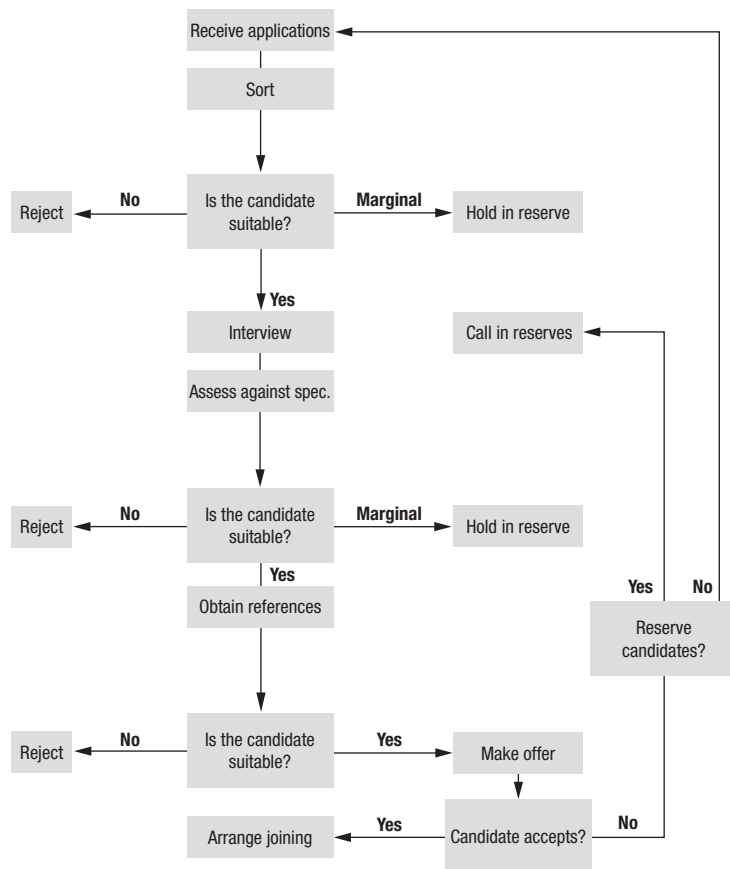 Receive applications
Sort
No
Marginal
Reject
Is the candidate
suitable?
Hold in reserve
Yes
Interview
Call in reserves
Assess against spec.
No
Marginal
Reject
Is the candidate
suitable?
Hold in reserve
Yes
Obtain references
Yes
No
Reserve
candidates?
No
Yes
Reject
Is the candidate
suitable?
Make offer
Arrange joining
Yes
Candidate accepts?
No